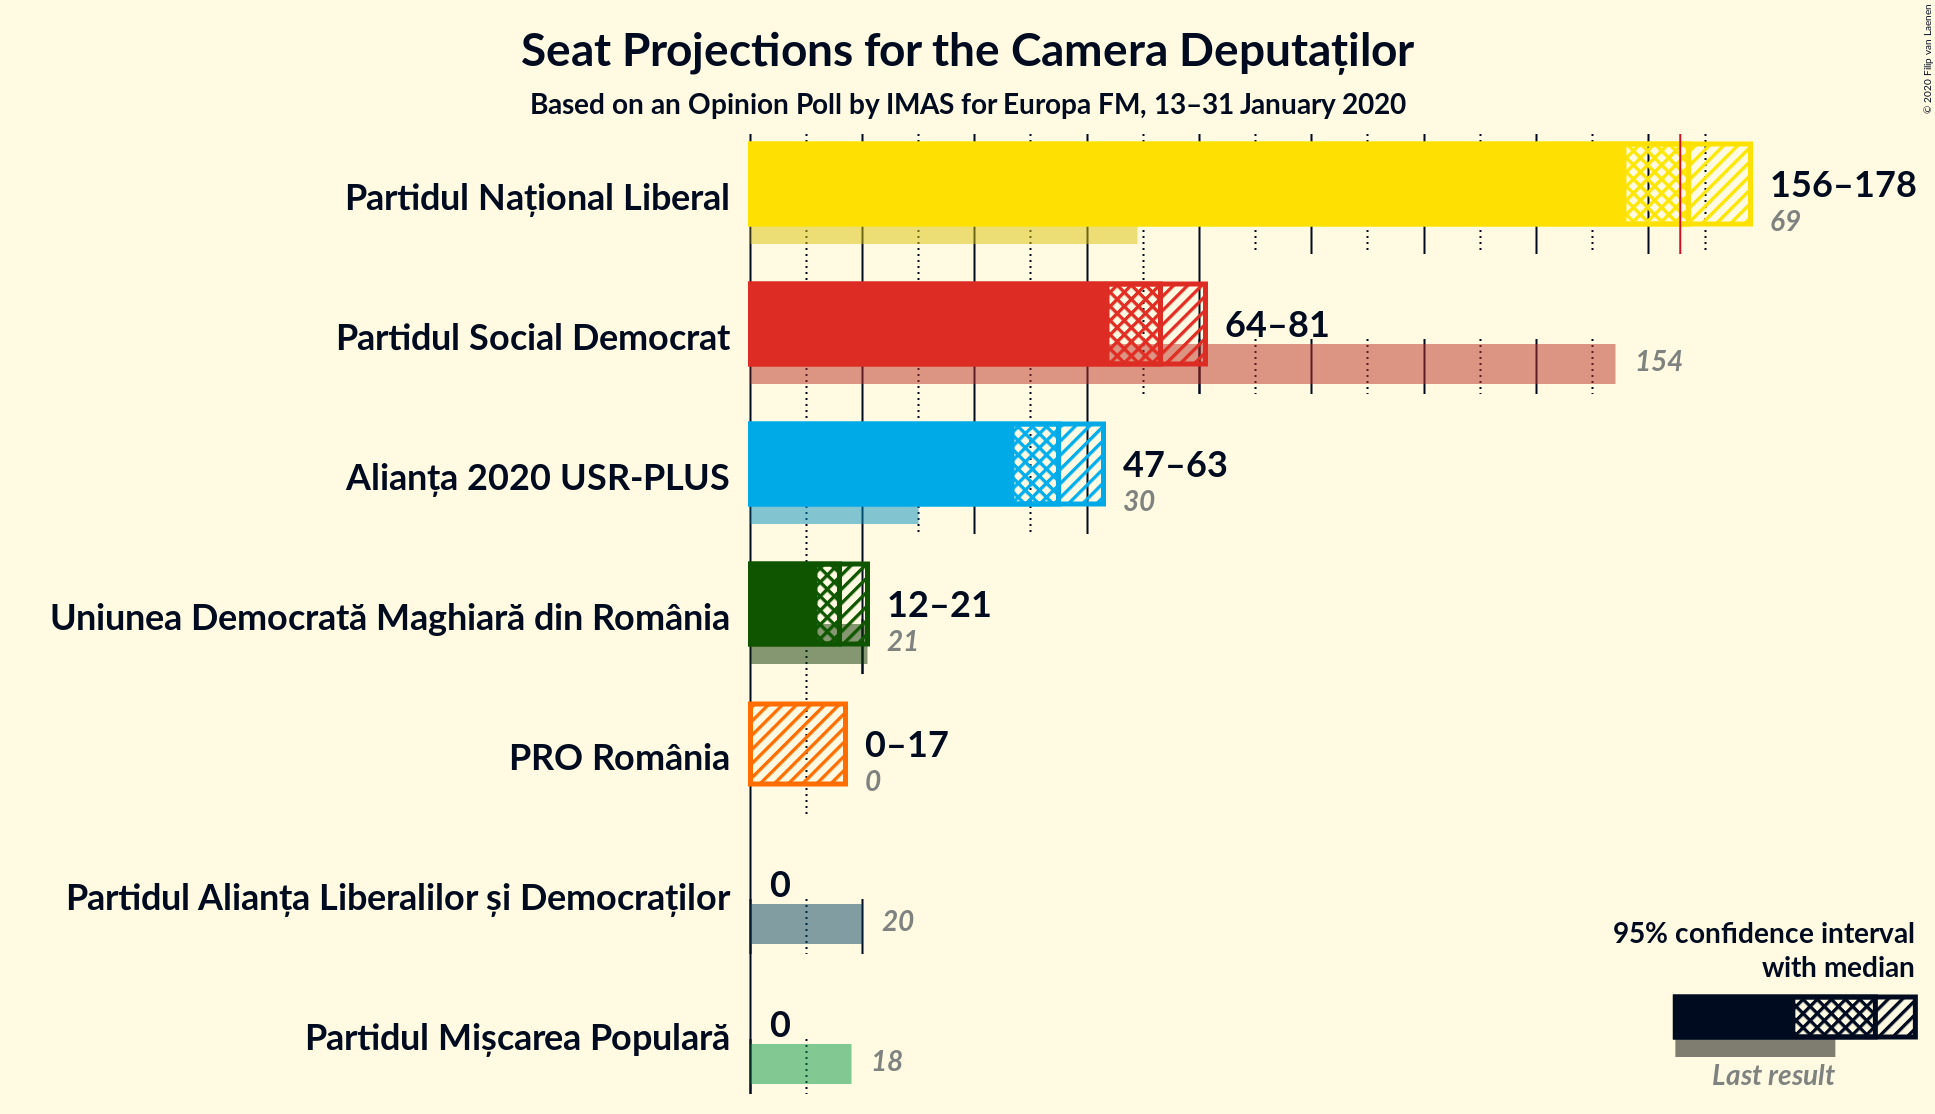 Seat Projections for the Camera Deputaților
Based on an Opinion Poll by IMAS for Europa FM, 13–31 January 2020
© 2020 Filip van Laenen
Partidul Național Liberal
156–178
69
Partidul Social Democrat
64–81
154
Alianța 2020 USR-PLUS
47–63
30
Uniunea Democrată Maghiară din România
12–21
21
PRO România
0–17
0
Partidul Alianța Liberalilor și Democraților
0
20
Partidul Mișcarea Populară
0
18
95% confidence interval
with median
Last result